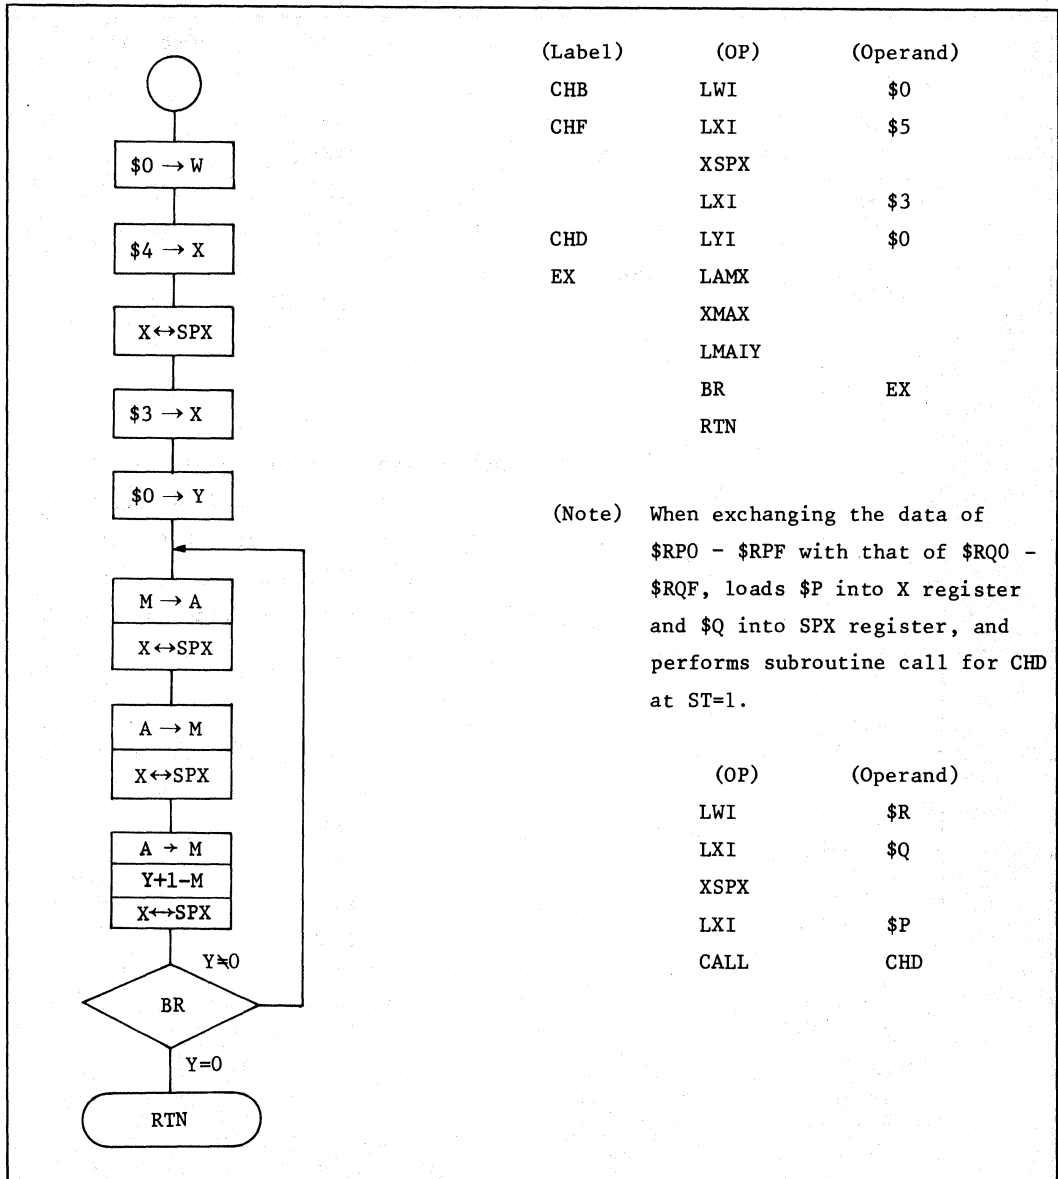 $0 → W
$4 → X
X↔SPX
$3 → X
$0 → Y
M → A
X↔SPX
A → M
X↔SPX
A → M
Y+1-M
X↔SPX
Y≒0
BR
Y=0
RTN
(Label) (OP) (Operand)
CHB LWI $0
CHF LXI $5
XSPX
LXI $3
CHD LYI $0
EX LAMX
XMAX
LMAIY
BR EX
RTN
(Note) When exchanging the data of
$RP0 - $RPF with that of $RQ0 -
$RQF, loads $P into X register
and $Q into SPX register, and
performs subroutine call for CHD
at ST=1.
(OP) (Operand)
LWI $R
LXI $Q
XSPX
LXI $P
CALL CHD